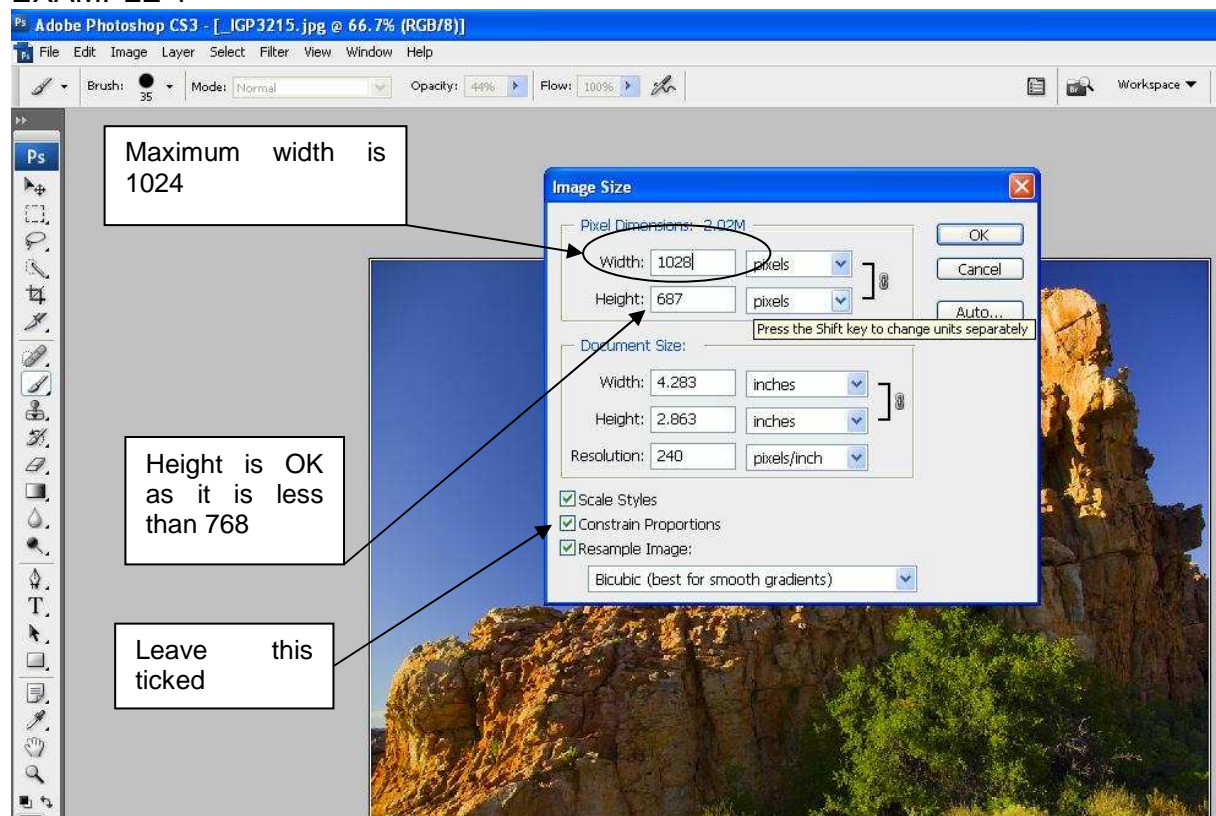 Adobe Photoshop CS3 - [_IGP3215.jpg @ 66.7% (RGB/8)]
File Edit Image Layer Select Filter View Window Help
Brush: 35 Mode: Normal Opacity: 44% Flow: 100% Workspace
Ps
Maximum width is
1024
Image Size
Pixel Dimensions: 2.02M
Width: 1028 pixels
Height: 687 pixels
OK
Cancel
Auto...
Press the Shift key to change units separately
Document Size:
Width: 4.283 inches
Height: 2.863 inches
Resolution: 240 pixels/inch
Scale Styles
Constrain Proportions
Resample Image:
Bicubic (best for smooth gradients)
Height is OK
as it is less
than 768
Leave this
ticked